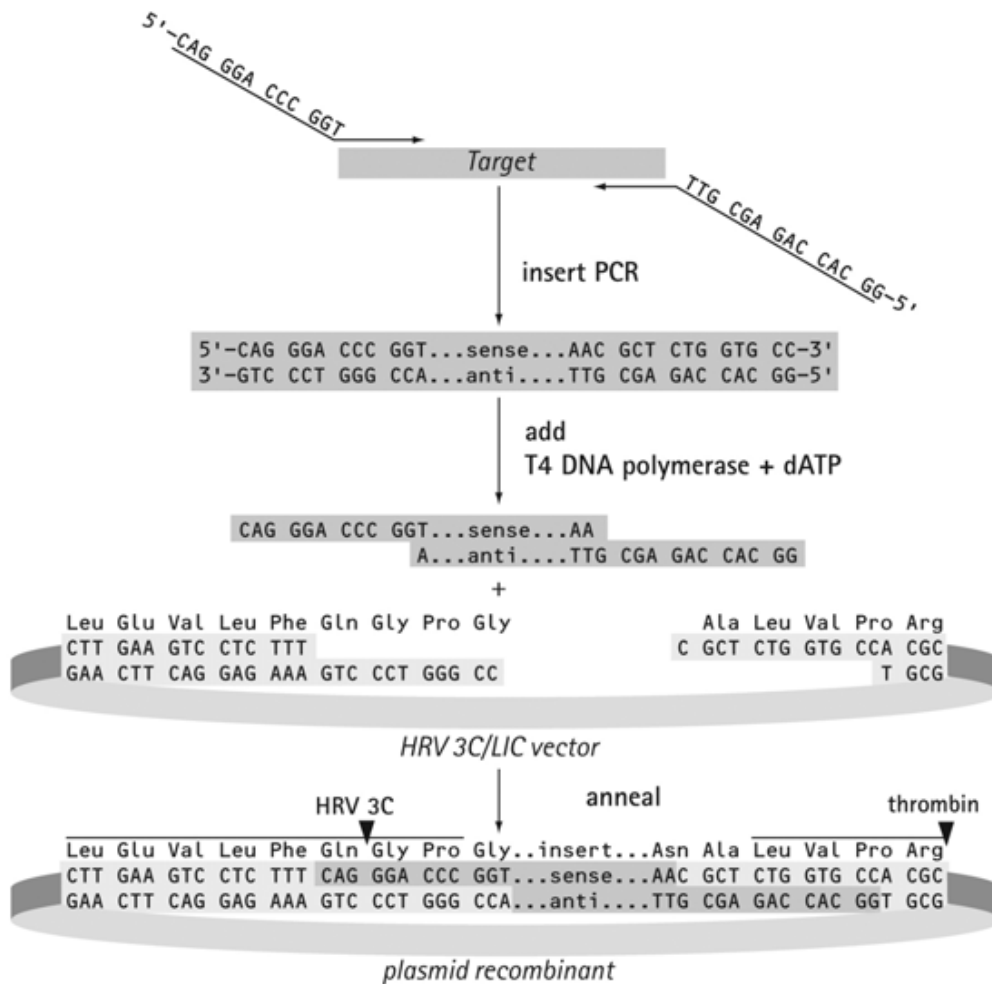 5'-CAG GGA CCC GGT
Target
TTG CGA GAC CAC GG-5'
insert PCR
5'-CAG GGA CCC GGT...sense...AAC GCT CTG GTG CC-3'
3'-GTC CCT GGG CCA...anti....TTG CGA GAC CAC GG-5'
add
T4 DNA polymerase + dATP
CAG GGA CCC GGT...sense...AA
A...anti....TTG CGA GAC CAC GG
+
Leu Glu Val Leu Phe Gln Gly Pro Gly Ala Leu Val Pro Arg
CTT GAA GTC CTC TTT C GCT CTG GTG CCA CGC
GAA CTT CAG GAG AAA GTC CCT GGG CC T GCG
HRV 3C/LIC vector
anneal
HRV 3C thrombin
Leu Glu Val Leu Phe Gln Gly Pro Gly..insert...Asn Ala Leu Val Pro Arg
CTT GAA GTC CTC TTT CAG GGA CCC GGT...sense...AAC GCT CTG GTG CCA CGC
GAA CTT CAG GAG AAA GTC CCT GGG CCA...anti....TTG CGA GAC CAC GGT GCG
plasmid recombinant